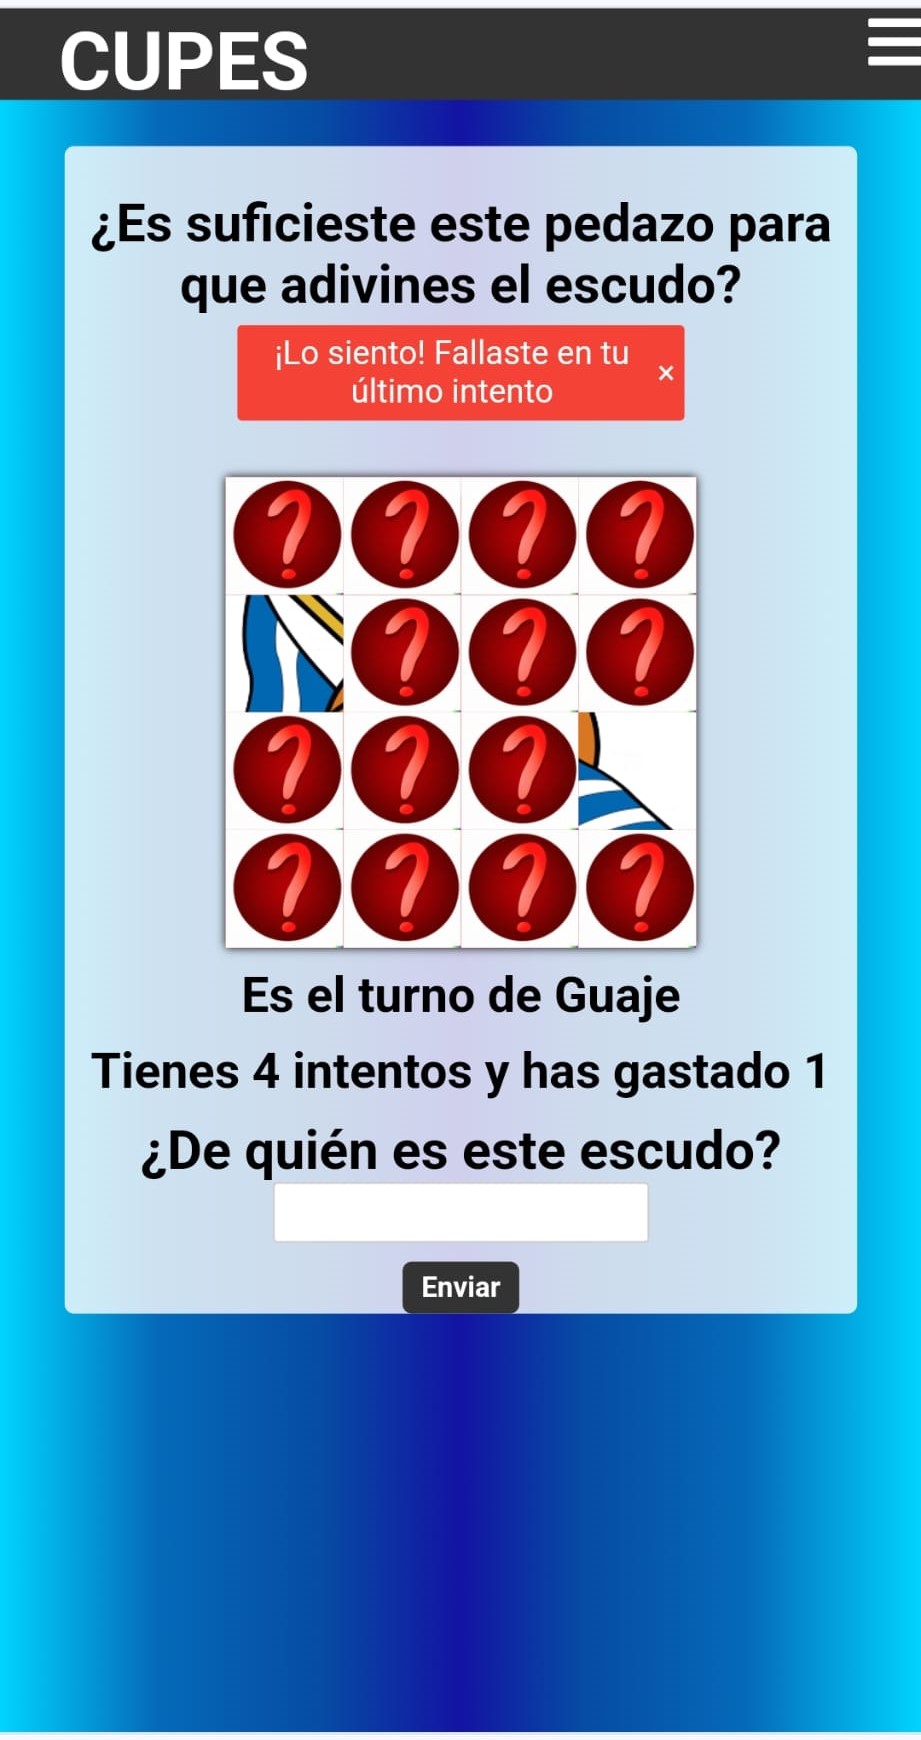 CUPES
¿Es suficieste este pedazo para
que adivines el escudo?
¡Lo siento! Fallaste en tu
último intento
×
? ? ? ?
? ? ?
? ? ?
? ? ? ?
Es el turno de Guaje
Tienes 4 intentos y has gastado 1
¿De quién es este escudo?
Enviar